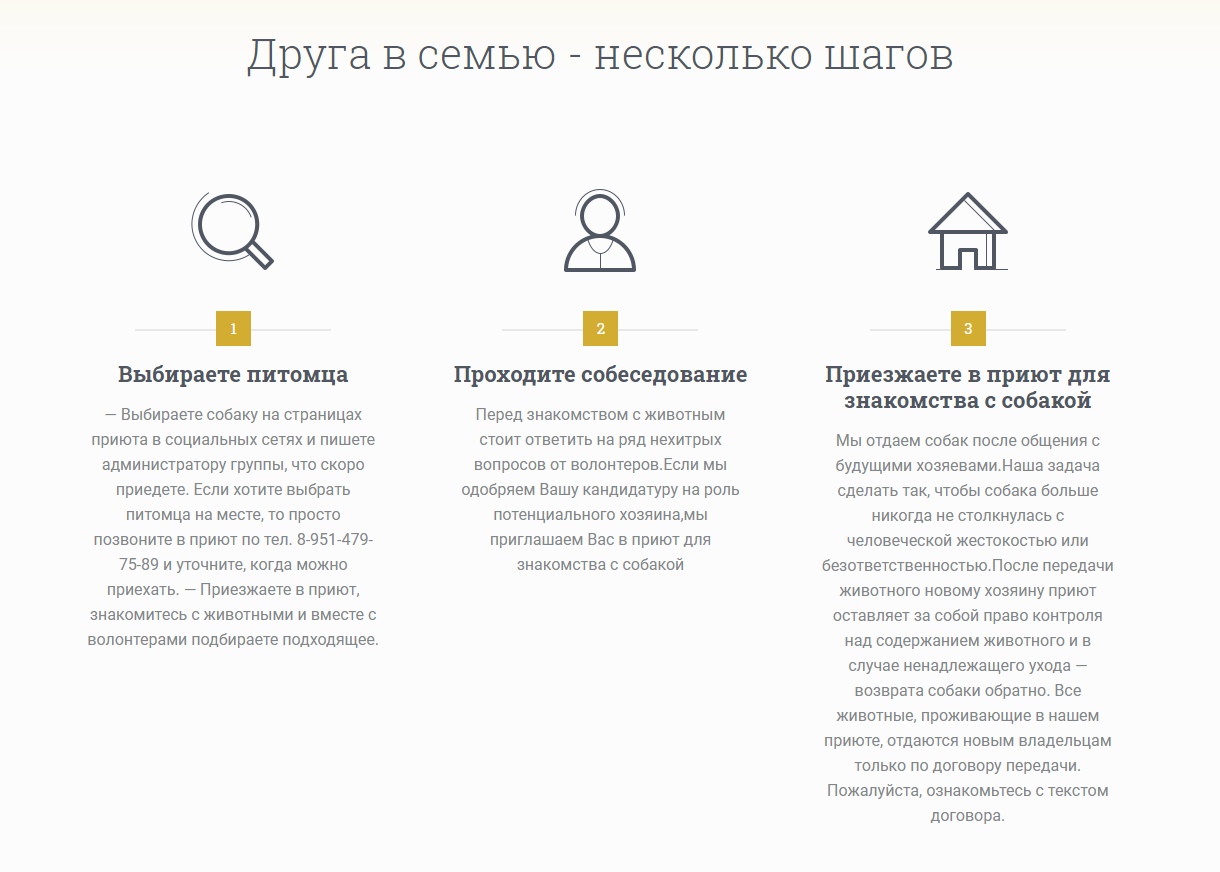 Друга в семью - несколько шагов
1
Выбираете питомца
— Выбираете собаку на страницах
приюта в социальных сетях и пишете
администратору группы, что скоро
приедете. Если хотите выбрать
питомца на месте, то просто
позвоните в приют по тел. 8-951-479-
75-89 и уточните, когда можно
приехать. — Приезжаете в приют,
знакомитесь с животными и вместе с
волонтерами подбираете подходящее.
2
Проходите собеседование
Перед знакомством с животным
стоит ответить на ряд нехитрых
вопросов от волонтеров.Если мы
одобряем Вашу кандидатуру на роль
потенциального хозяина,мы
приглашаем Вас в приют для
знакомства с собакой
3
Приезжаете в приют для
знакомства с собакой
Мы отдаем собак после общения с
будущими хозяевами.Наша задача
сделать так, чтобы собака больше
никогда не столкнулась с
человеческой жестокостью или
безответственностью.После передачи
животного новому хозяину приют
оставляет за собой право контроля
над содержанием животного и в
случае ненадлежащего ухода —
возврата собаки обратно. Все
животные, проживающие в нашем
приюте, отдаются новым владельцам
только по договору передачи.
Пожалуйста, ознакомьтесь с текстом
договора.